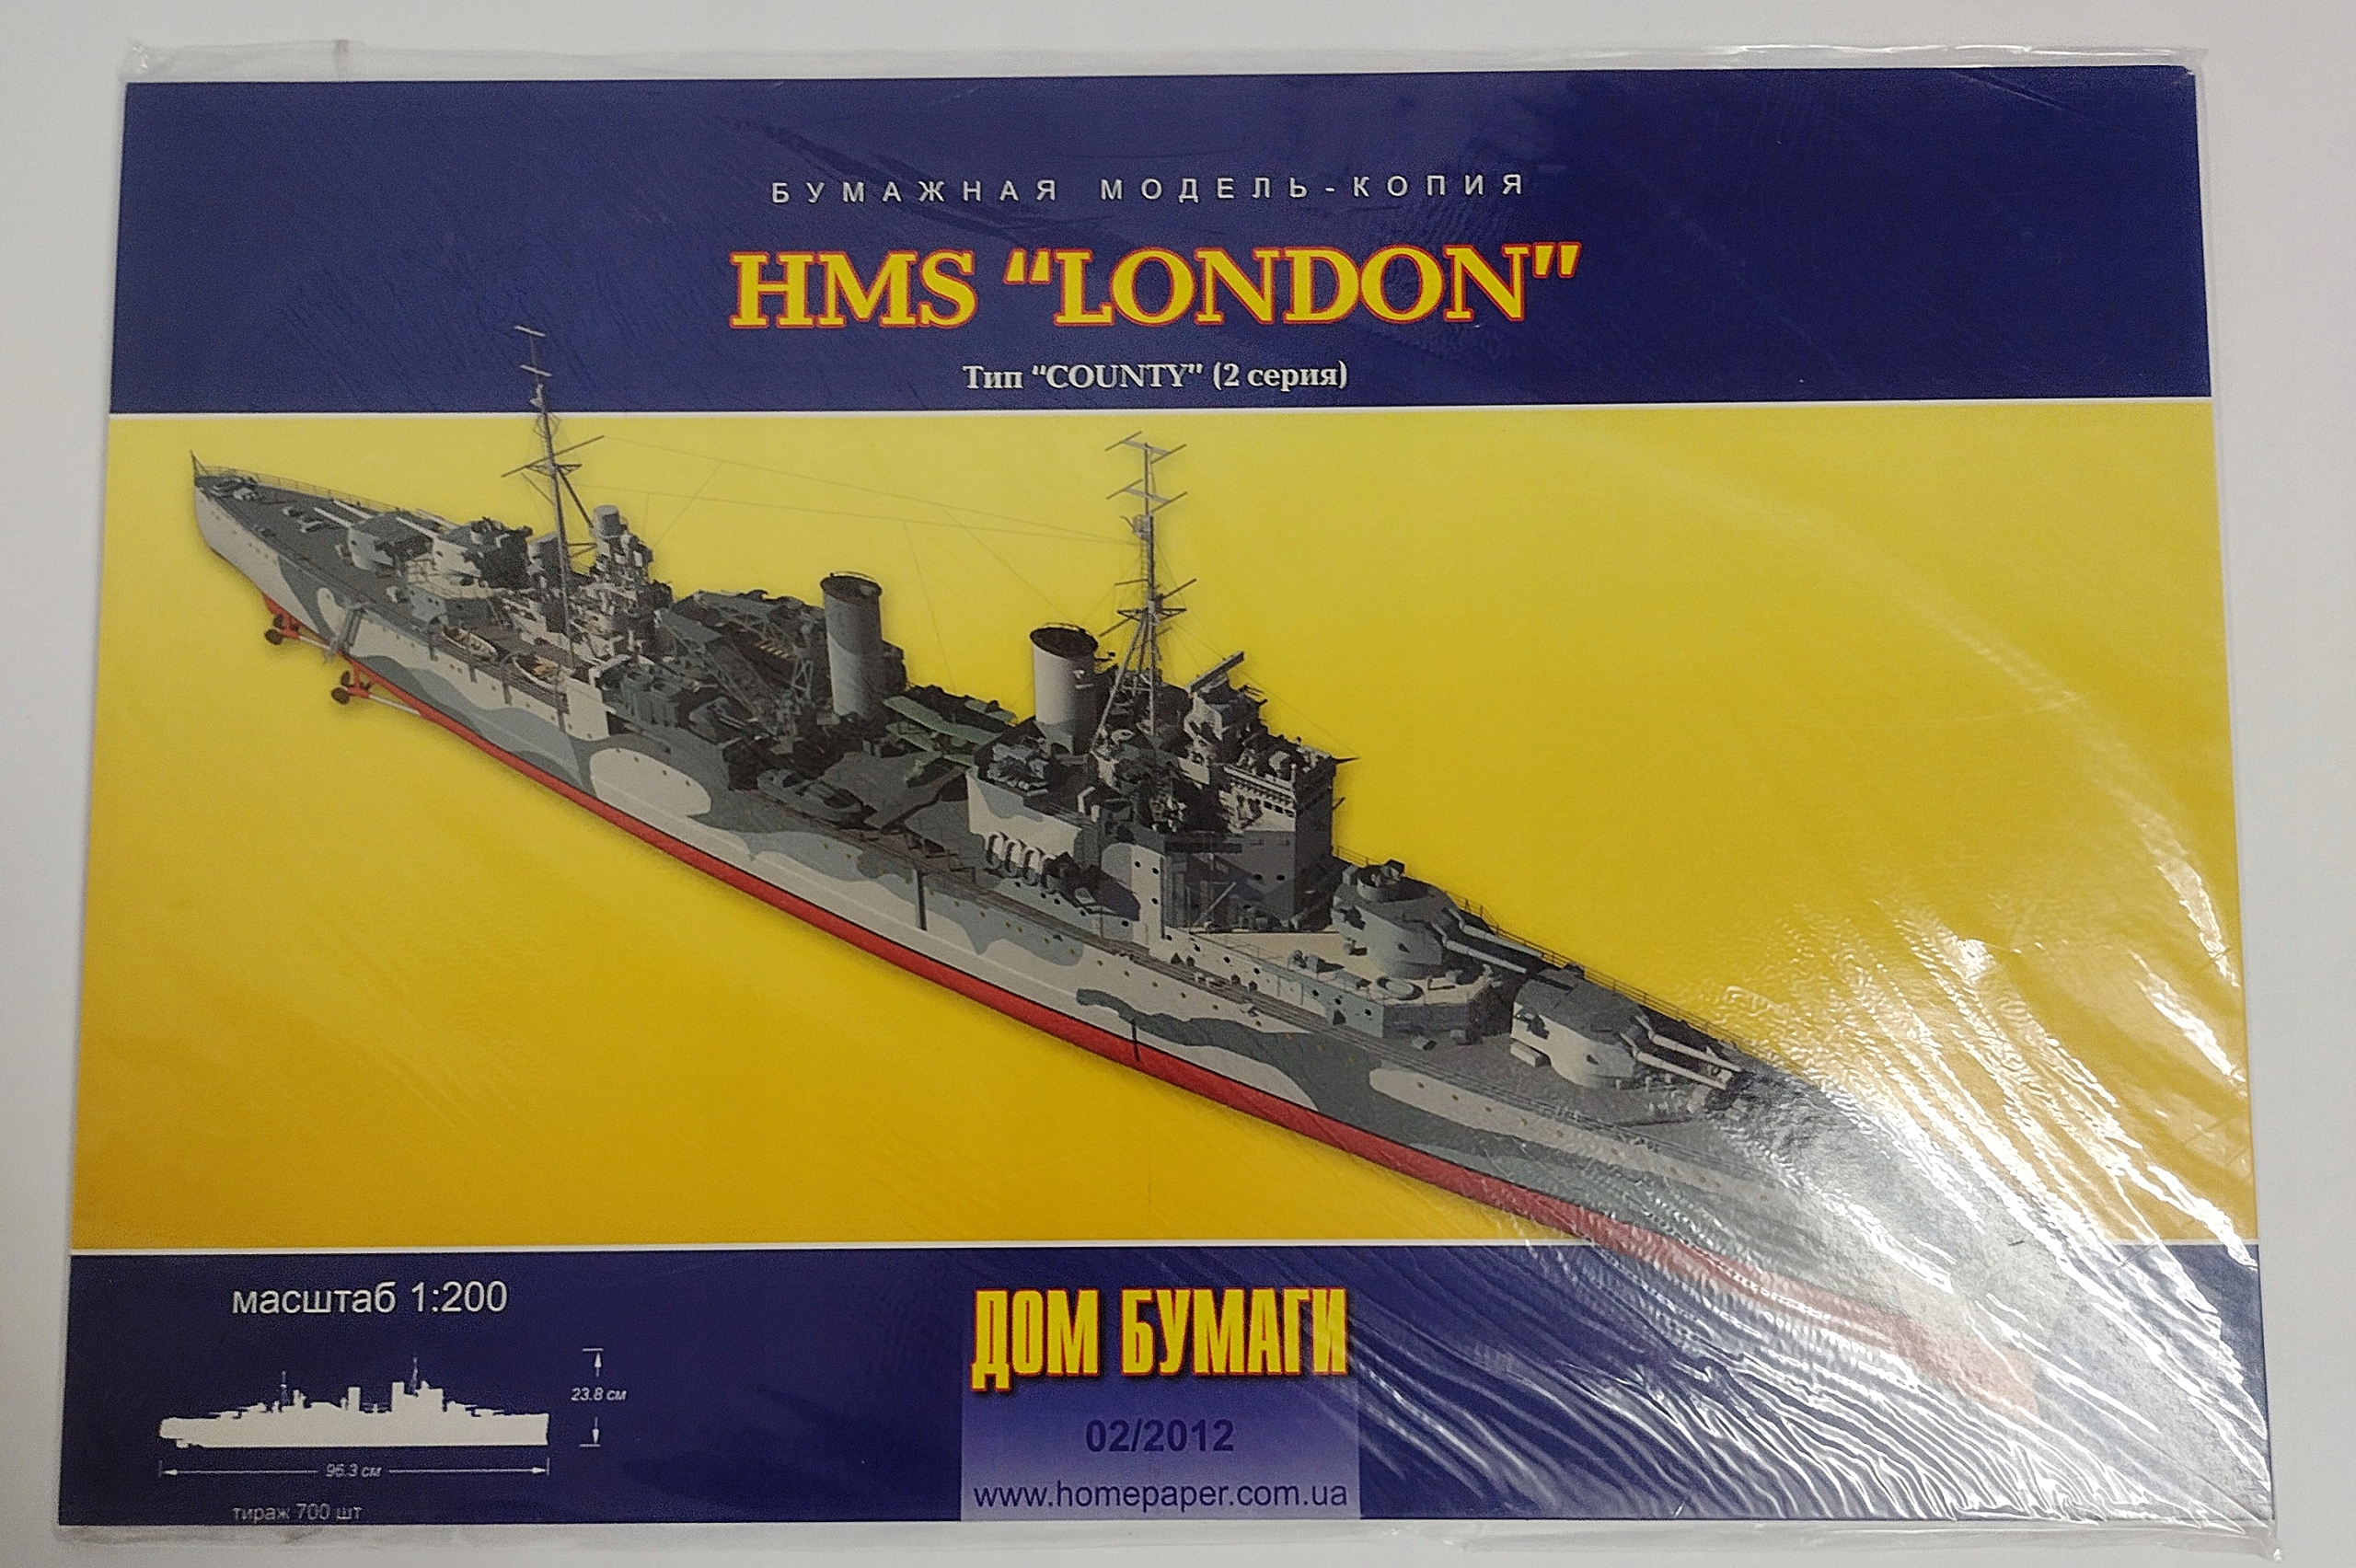 БУМАЖНАЯ МОДЕЛЬ-КОПИЯ
HMS “LONDON”
Тип “COUNTY” (2 серия)
масштаб 1:200
23.8 см
96.3 см
тираж 700 шт
ДОМ БУМАГИ
02/2012
www.homepaper.com.ua